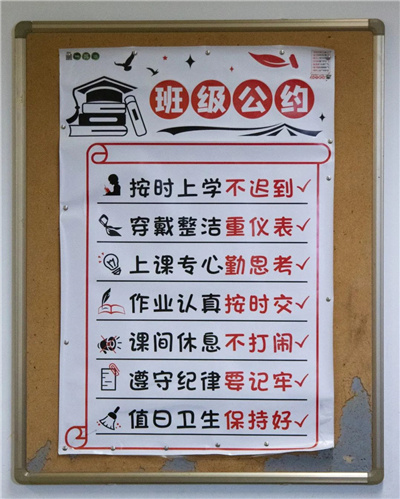 班级公约
按时上学不迟到✓
穿戴整洁重仪表✓
上课专心勤思考✓
作业认真按时交✓
课间休息不打闹✓
遵守纪律要记牢✓
值日卫生保持好✓